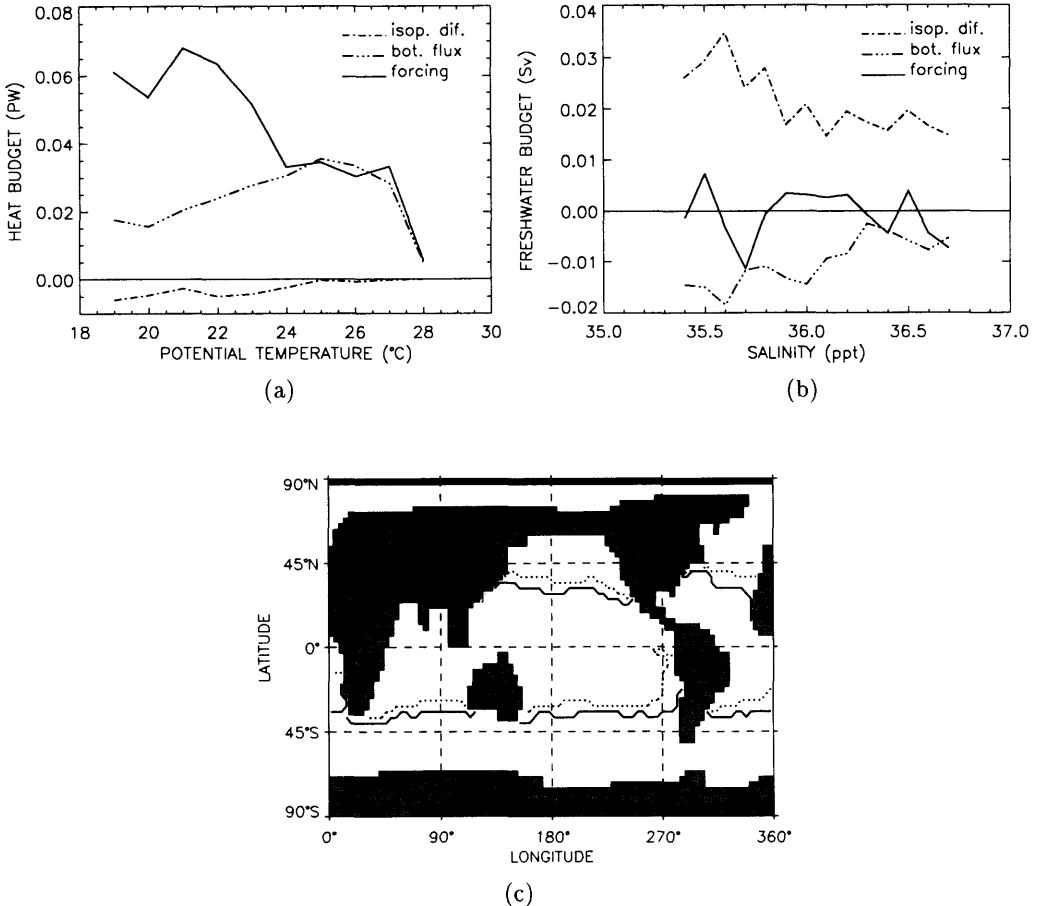 0.08
0.06
0.04
0.02
0.00
HEAT BUDGET (PW)
isop. dif.
bot. flux
forcing
18 20 22 24 26 28 30
POTENTIAL TEMPERATURE (°C)
(a)
0.04
0.03
0.02
0.01
0.00
-0.01
-0.02
FRESHWATER BUDGET (Sv)
isop. dif.
bot. flux
forcing
35.0 35.5 36.0 36.5 37.0
SALINITY (ppt)
(b)
90°N
45°N
0°
45°S
90°S
LATITUDE
0° 90° 180° 270° 360°
LONGITUDE
(c)